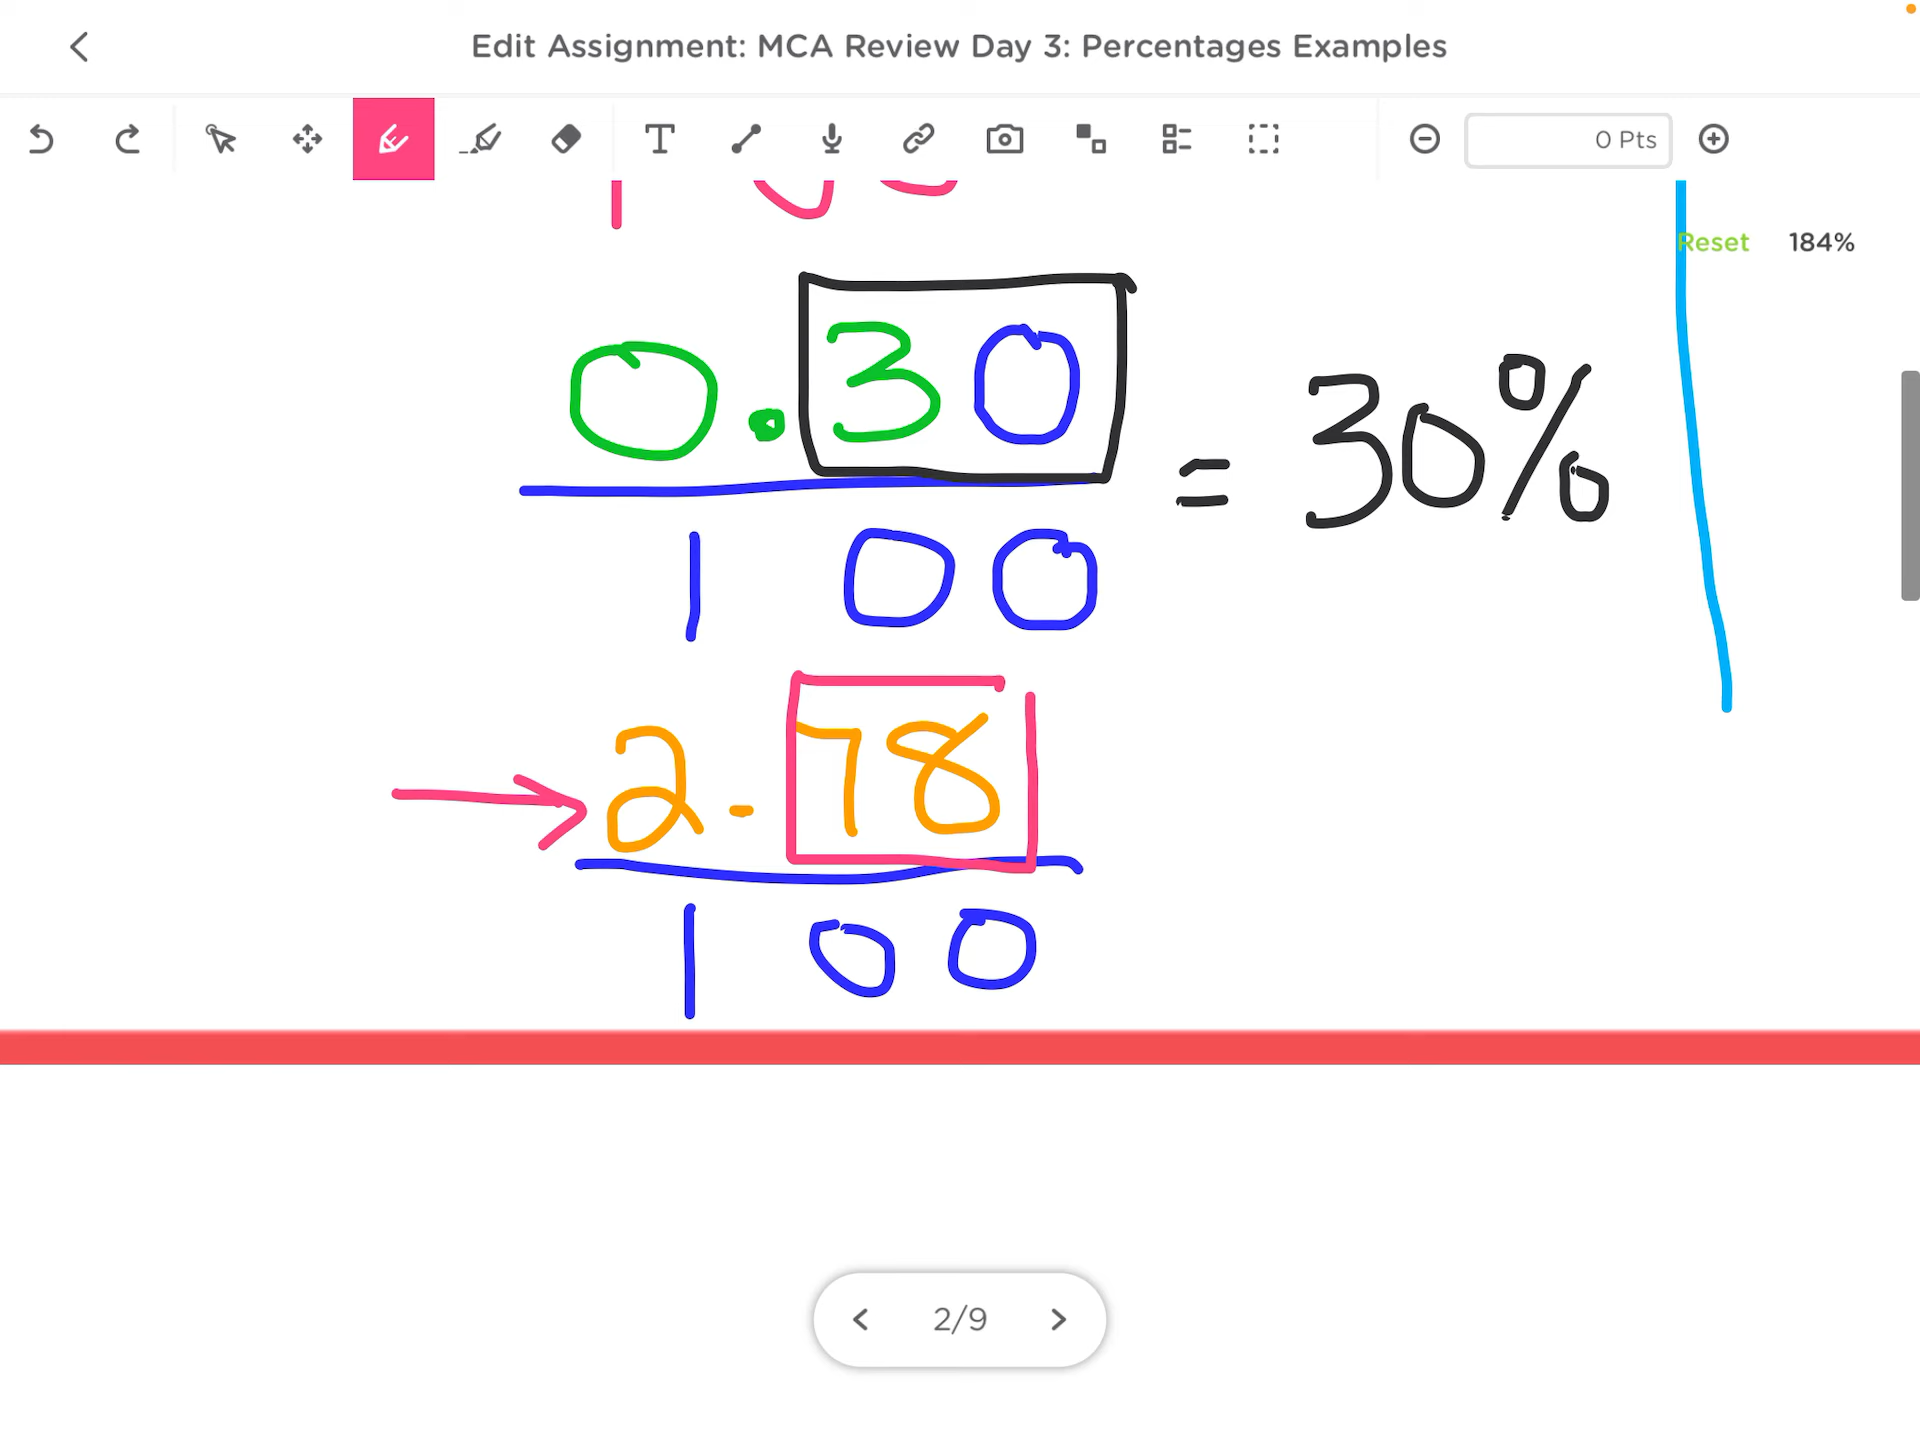 Edit Assignment: MCA Review Day 3: Percentages Examples
T 0 Pts
Reset 184%
0.30 = 30%
100
2.78
100
2/9